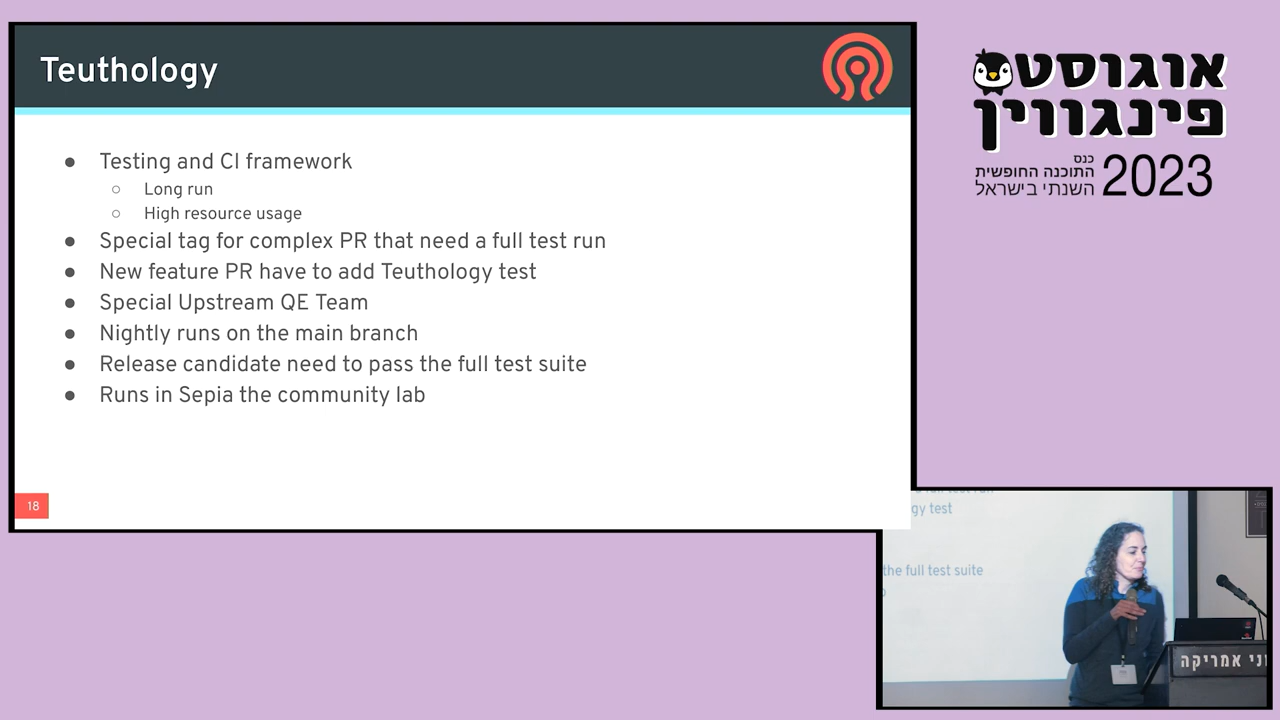 Teuthology
Testing and CI framework
Long run
High resource usage
Special tag for complex PR that need a full test run
New feature PR have to add Teuthology test
Special Upstream QE Team
Nightly runs on the main branch
Release candidate need to pass the full test suite
Runs in Sepia the community lab
18
אוגוסט
פינגווין
כנס
התוכנה החופשית
השנתי בישראל
2023
gy test
the full test suite
ני אמריקה